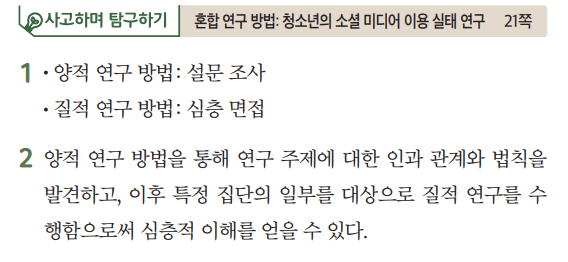 사고하며 탐구하기 혼합 연구 방법: 청소년의 소셜 미디어 이용 실태 연구 21쪽
1 • 양적 연구 방법: 설문 조사
• 질적 연구 방법: 심층 면접
2 양적 연구 방법을 통해 연구 주제에 대한 인과 관계와 법칙을
발견하고, 이후 특정 집단의 일부를 대상으로 질적 연구를 수
행함으로써 심층적 이해를 얻을 수 있다.